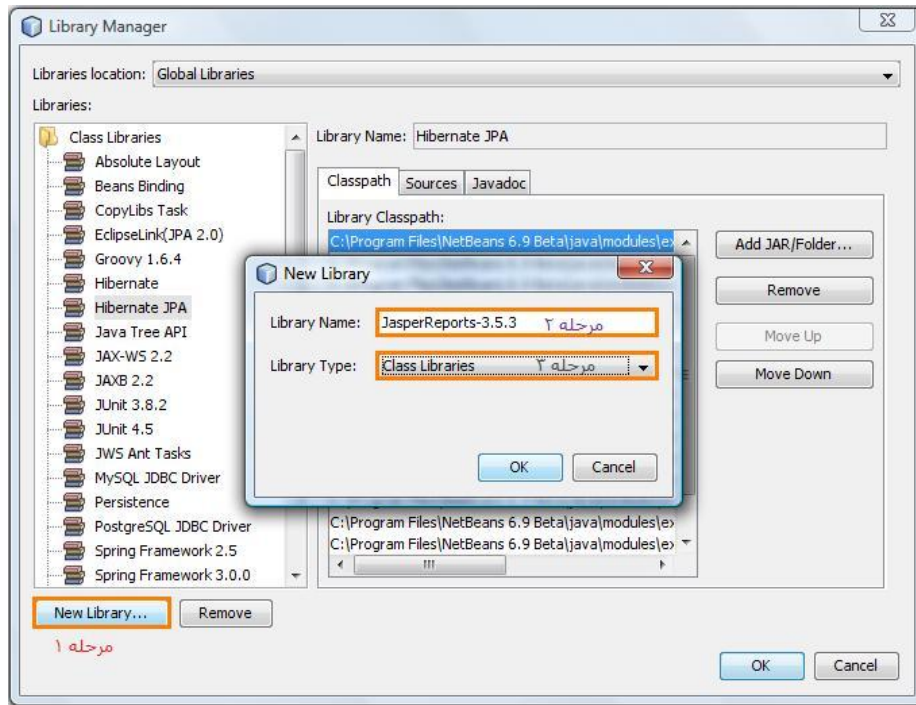 Library Manager
Libraries location: Global Libraries
Libraries:
Class Libraries
Absolute Layout
Beans Binding
CopyLibs Task
EclipseLink(JPA 2.0)
Groovy 1.6.4
Hibernate
Hibernate JPA
Java Tree API
JAX-WS 2.2
JAXB 2.2
JUnit 3.8.2
JUnit 4.5
JWS Ant Tasks
MySQL JDBC Driver
Persistence
PostgreSQL JDBC Driver
Spring Framework 2.5
Spring Framework 3.0.0
Library Name: Hibernate JPA
Classpath Sources Javadoc
Library Classpath:
C:\Program Files\NetBeans 6.9 Beta\java\modules\ex
Add JAR/Folder...
Remove
Move Up
Move Down
New Library
Library Name: JasperReports-3.5.3 مرحله ۲
Library Type: Class Libraries مرحله ۳
OK Cancel
C:\Program Files\NetBeans 6.9 Beta\java\modules\ex
C:\Program Files\NetBeans 6.9 Beta\java\modules\ex
New Library... Remove
مرحله ۱
OK Cancel